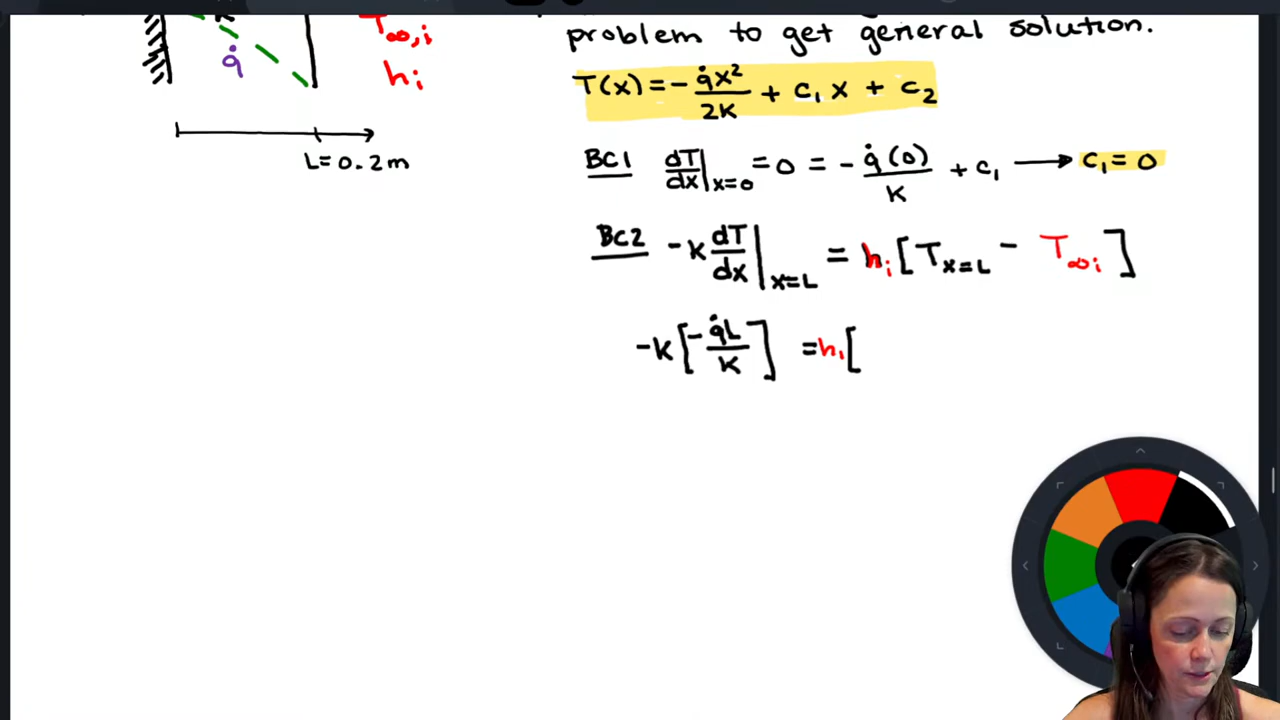 problem to get general solution.
T∞,i
q̇
hi
T(x) = - q̇x²/2K + C₁x + C₂
L=0.2m
BC1 dT/dx|x=0 = 0 = - q̇(0)/K + C₁ → C₁ = 0
BC2 -K dT/dx|x=L = hi[Tx=L - T∞i]
-K[-q̇L/K] = hi[